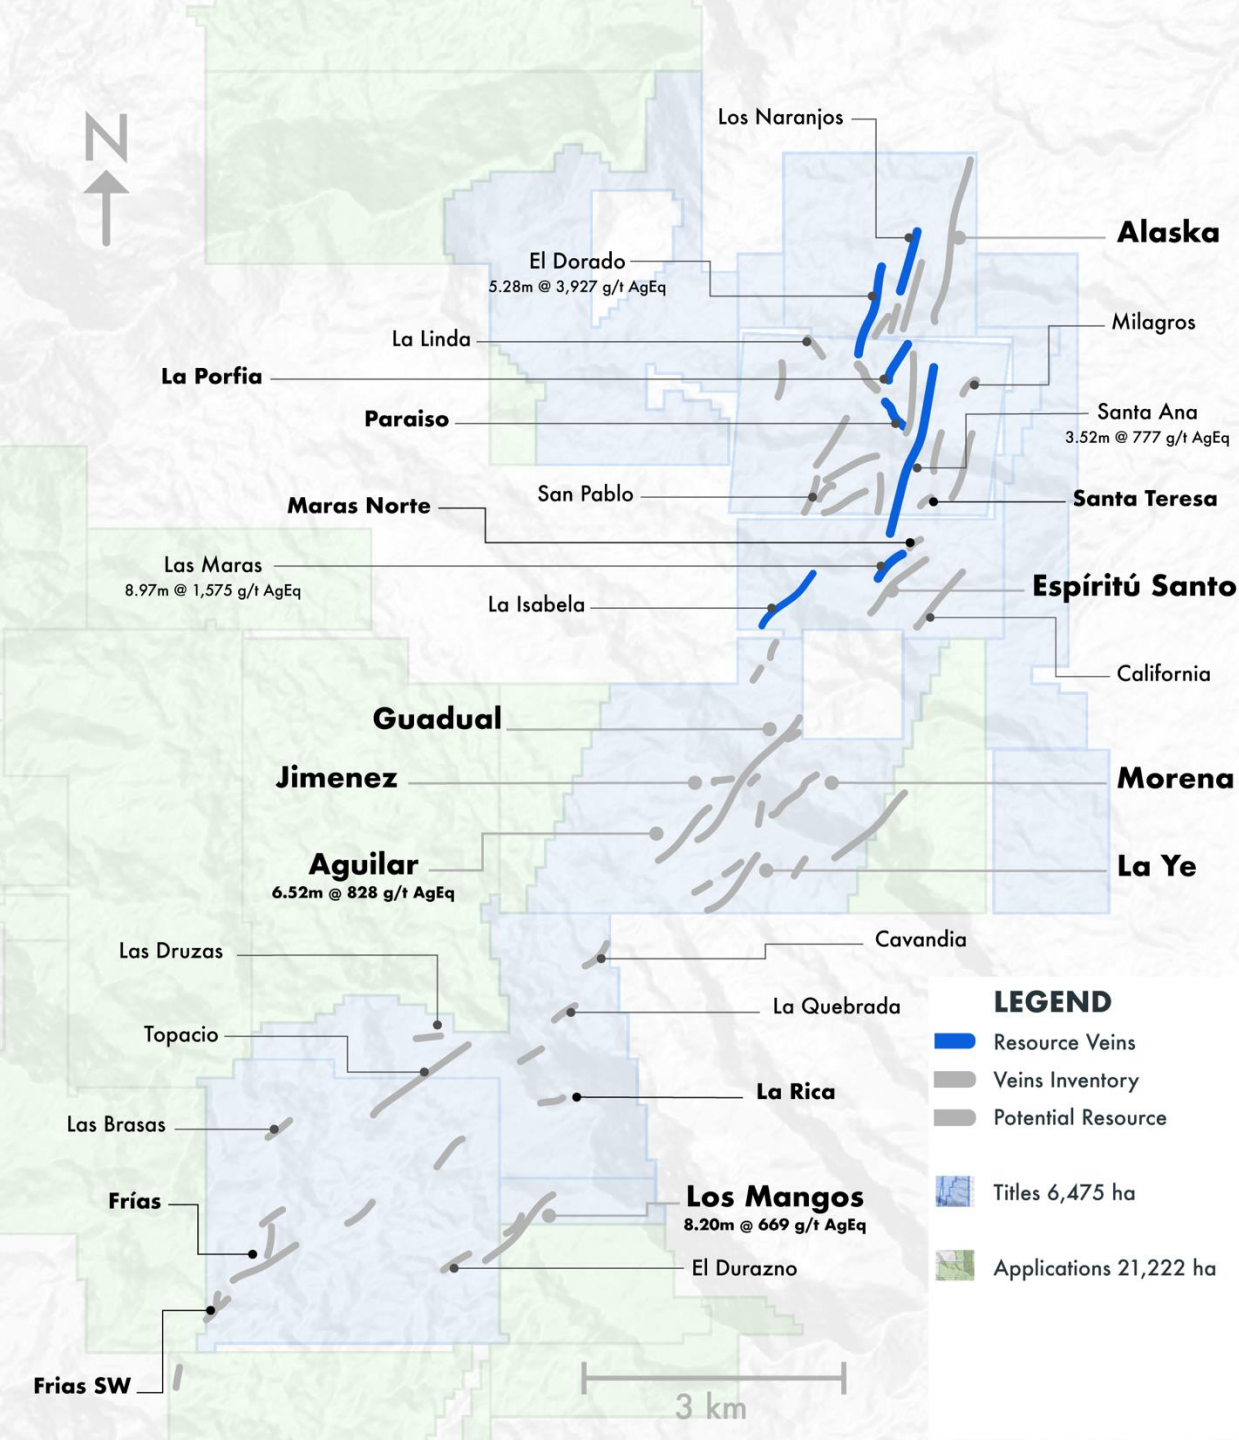 N
Los Naranjos
Alaska
El Dorado
5.28m @ 3,927 g/t AgEq
Milagros
La Linda
La Porfia
Paraiso
Santa Ana
3.52m @ 777 g/t AgEq
San Pablo
Maras Norte
Santa Teresa
Las Maras
8.97m @ 1,575 g/t AgEq
Espíritú Santo
La Isabela
California
Guadual
Jimenez
Morena
Aguilar
6.52m @ 828 g/t AgEq
La Ye
Las Druzas
Cavandia
Topacio
La Quebrada
La Rica
Las Brasas
Frías
Los Mangos
8.20m @ 669 g/t AgEq
El Durazno
Frias SW
3 km
LEGEND
Resource Veins
Veins Inventory
Potential Resource
Titles 6,475 ha
Applications 21,222 ha